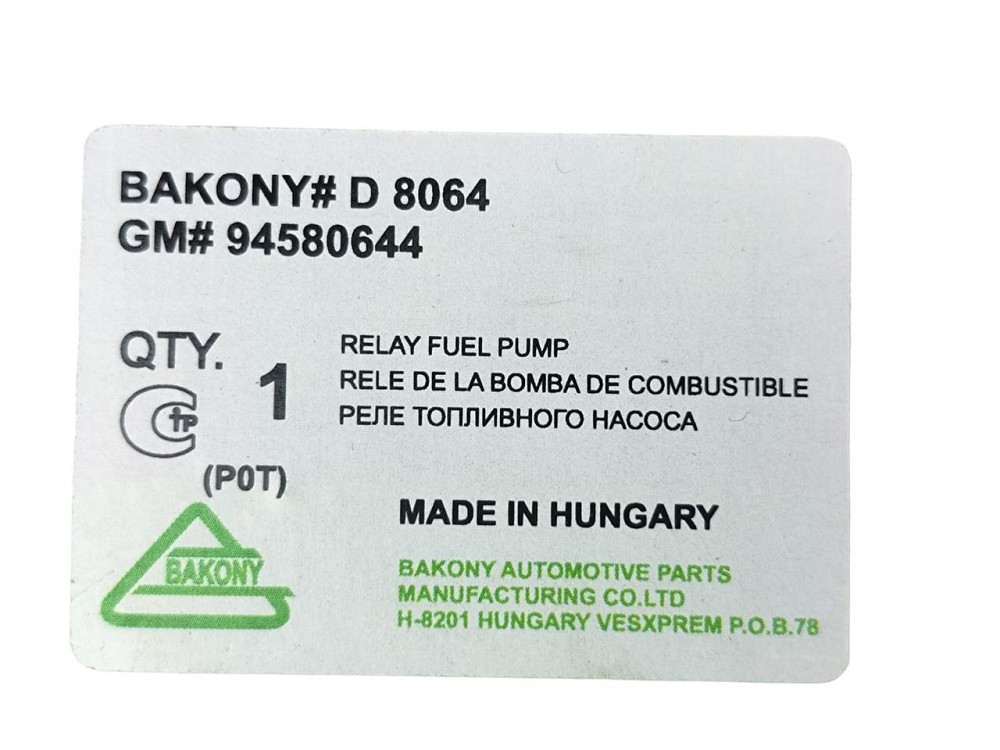 BAKONY# D 8064
GM# 94580644
QTY. 1
RELAY FUEL PUMP
RELE DE LA BOMBA DE COMBUSTIBLE
РЕЛЕ ТОПЛИВНОГО НАСОСА
(P0T)
BAKONY
MADE IN HUNGARY
BAKONY AUTOMOTIVE PARTS
MANUFACTURING CO.LTD
H-8201 HUNGARY VESXPREM P.O.B.78